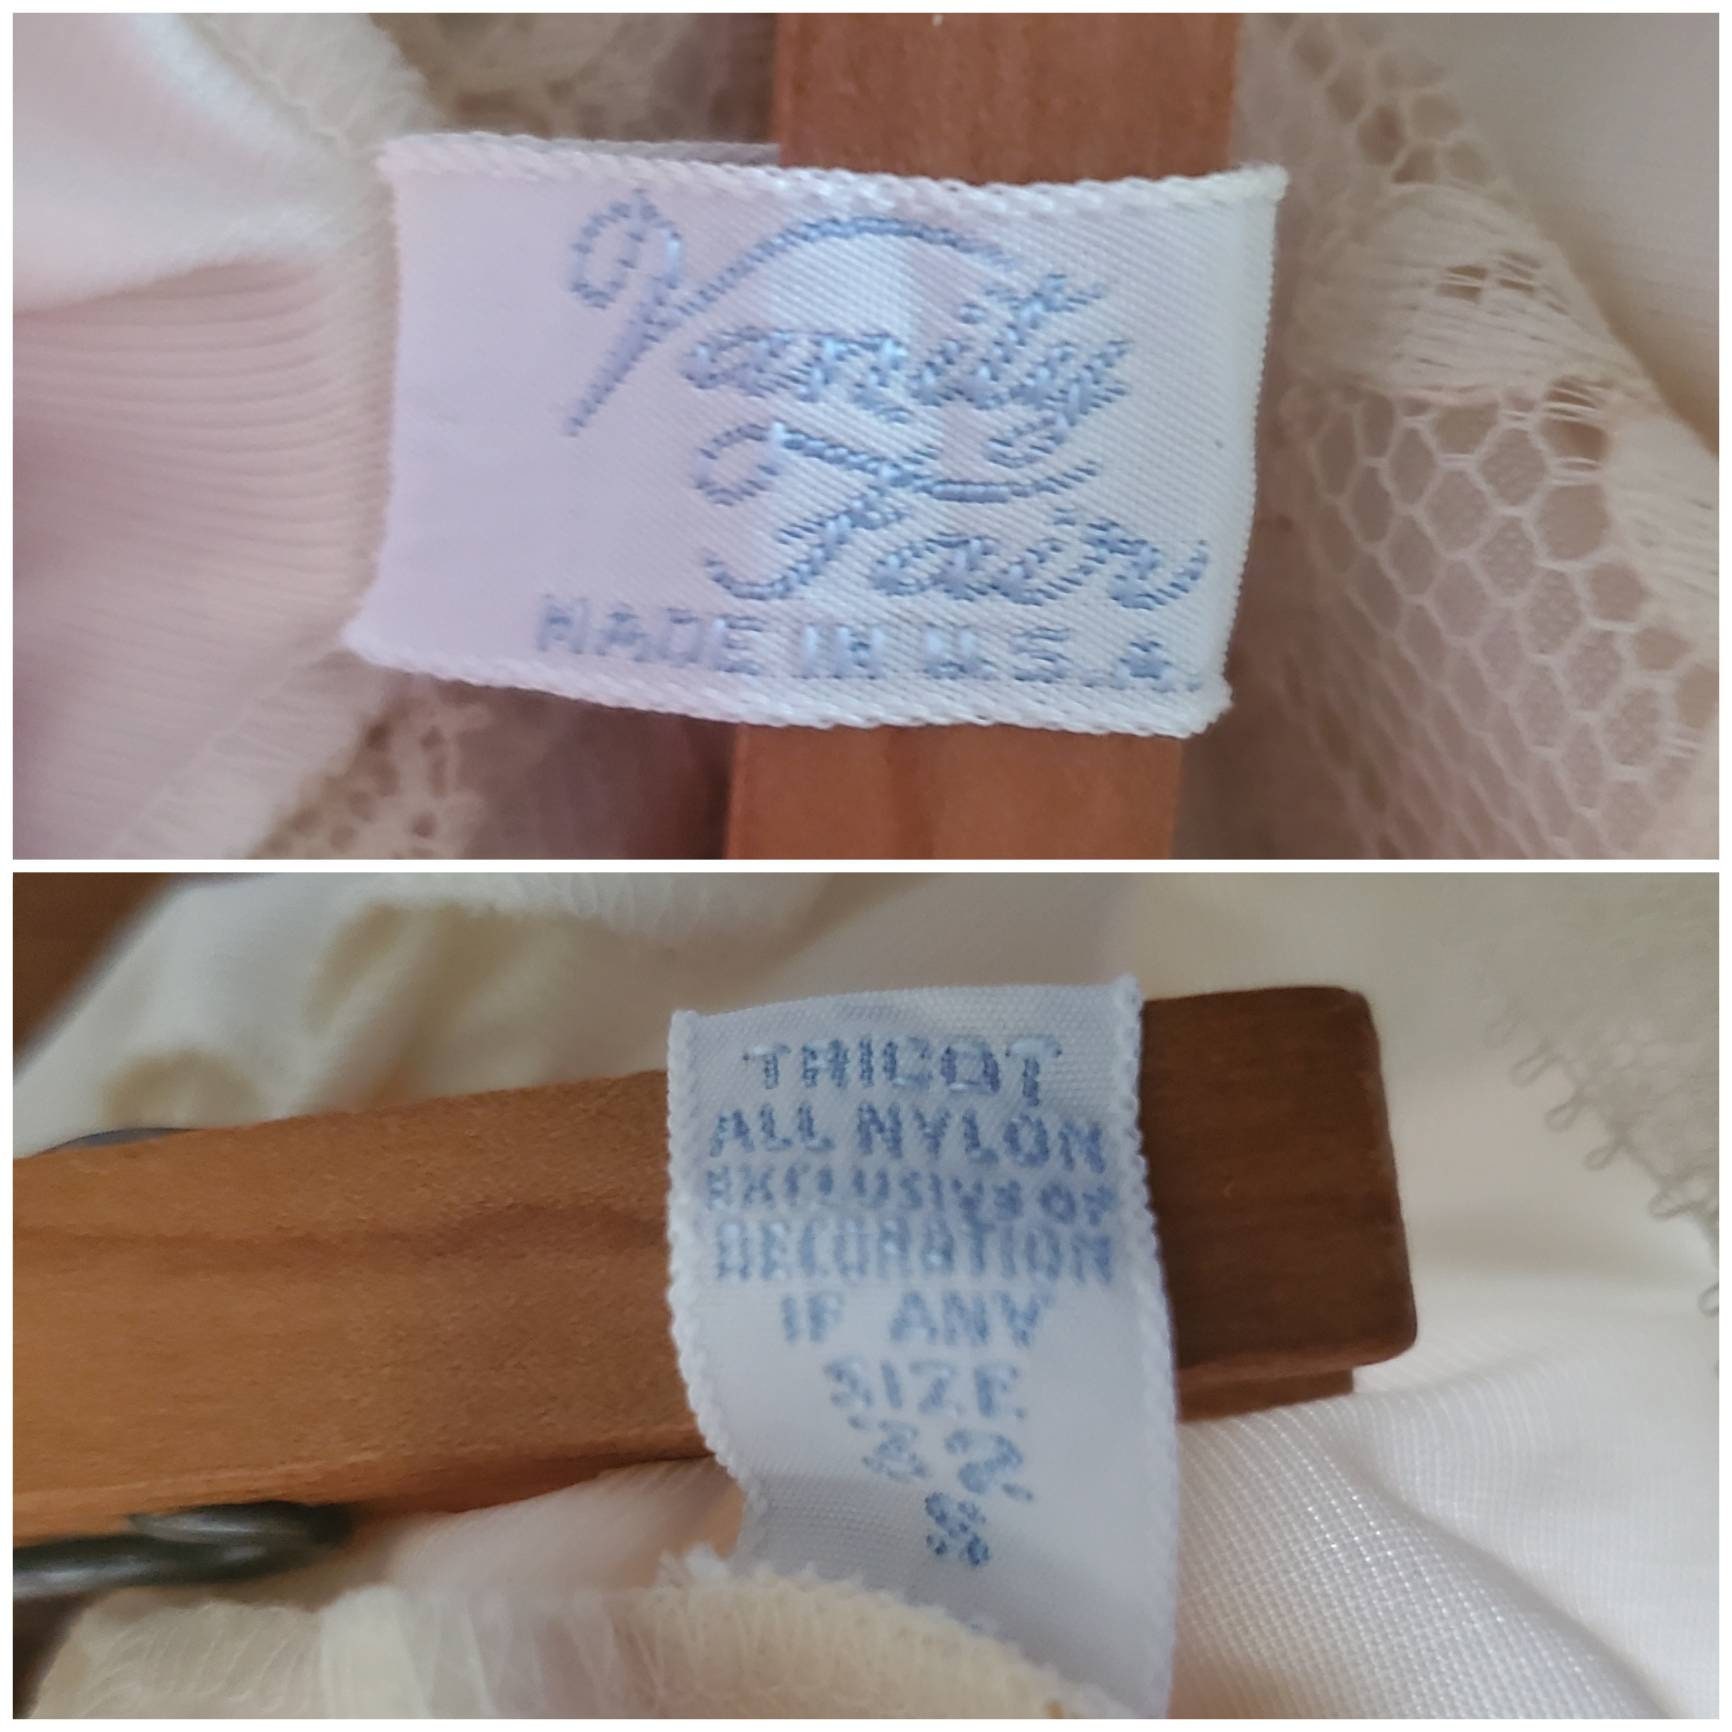 Vanity
Fair
MADE IN U.S.A.
TRICOT
ALL NYLON
EXCLUSIVE OF
DECORATION
IF ANY
SIZE
32
S